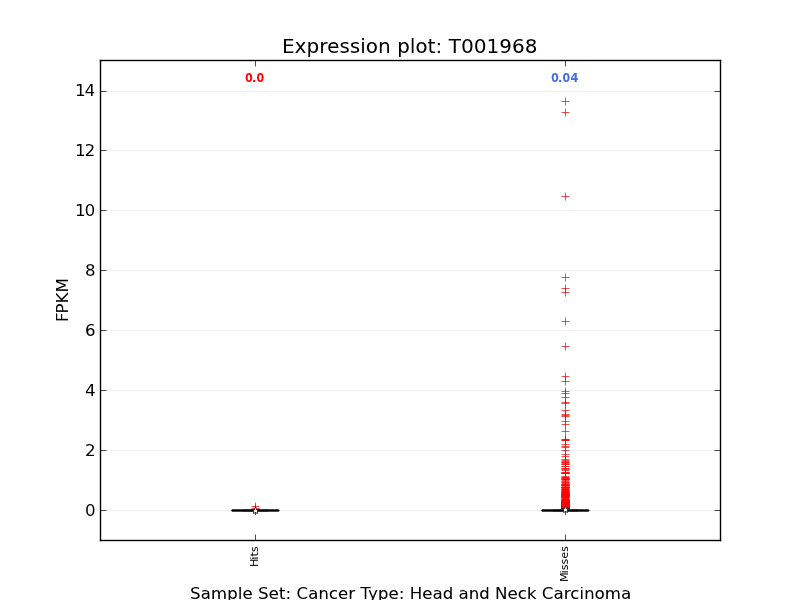 Expression plot: T001968
0.0
0.04
14
12
10
8
6
4
2
0
FPKM
Hits
Misses
Sample Set: Cancer Type: Head and Neck Carcinoma